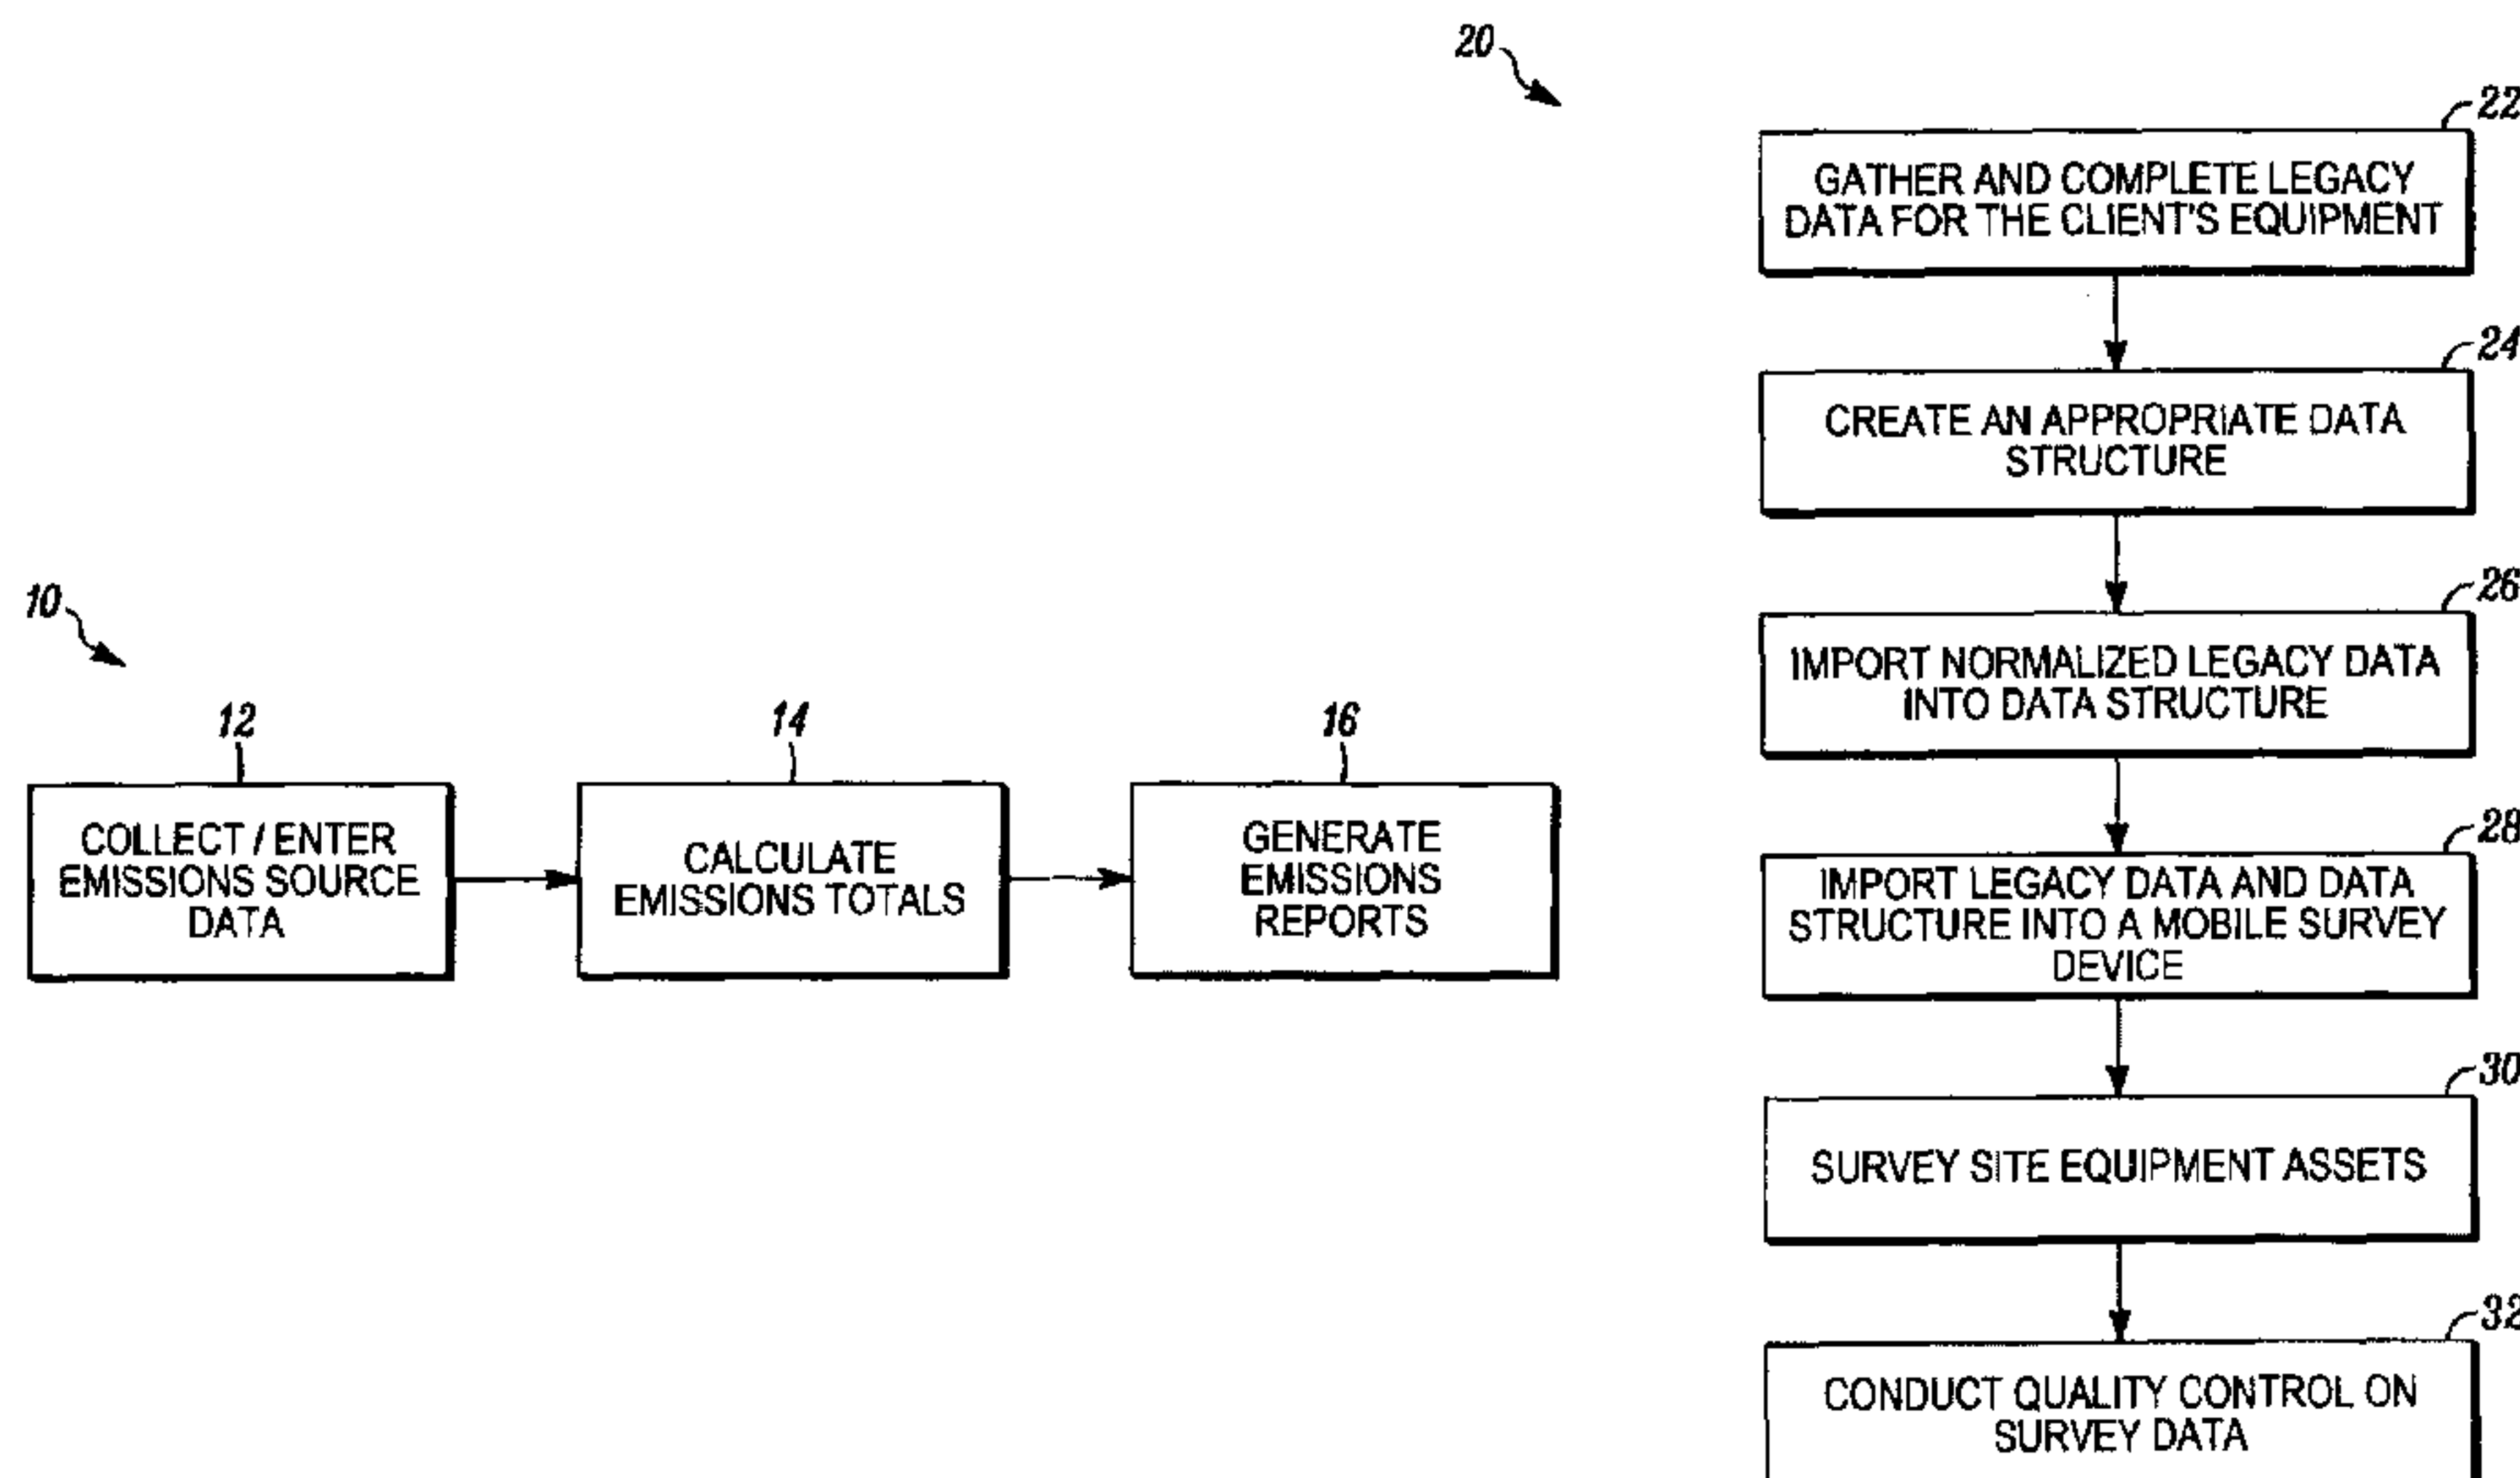 10
12
COLLECT / ENTER
EMISSIONS SOURCE
DATA
14
CALCULATE
EMISSIONS TOTALS
16
GENERATE
EMISSIONS
REPORTS
20
22
GATHER AND COMPLETE LEGACY
DATA FOR THE CLIENT'S EQUIPMENT
24
CREATE AN APPROPRIATE DATA
STRUCTURE
26
IMPORT NORMALIZED LEGACY DATA
INTO DATA STRUCTURE
28
IMPORT LEGACY DATA AND DATA
STRUCTURE INTO A MOBILE SURVEY
DEVICE
30
SURVEY SITE EQUIPMENT ASSETS
32
CONDUCT QUALITY CONTROL ON
SURVEY DATA